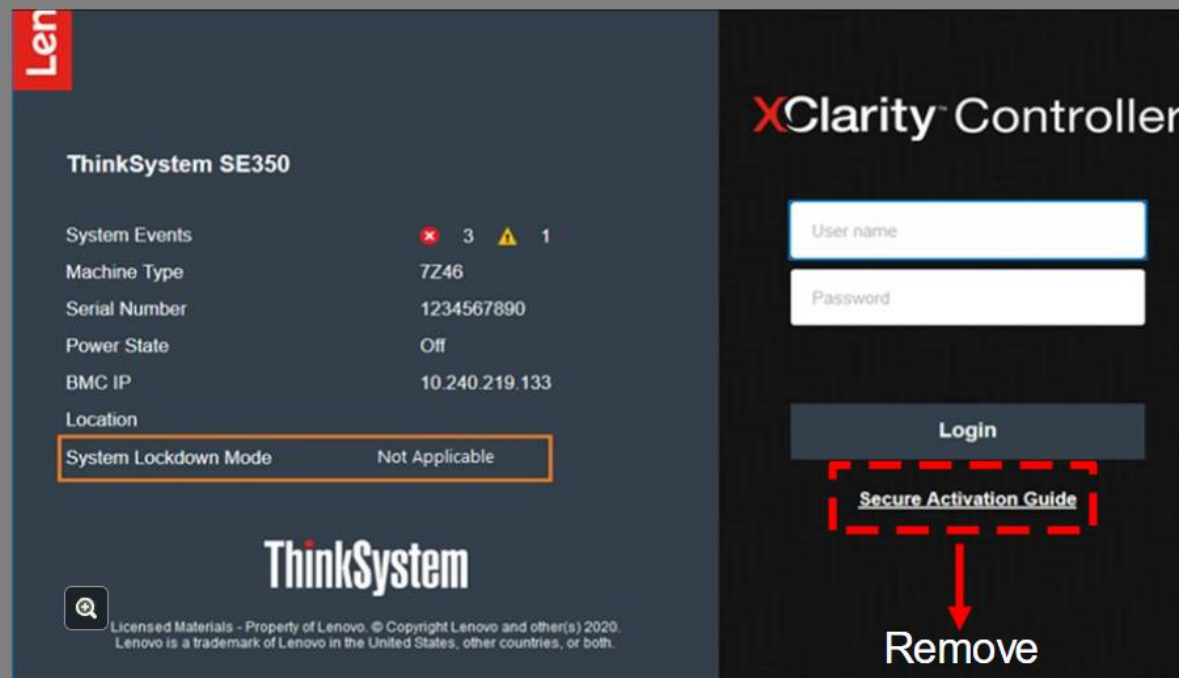 Len
XClarity™ Controller
ThinkSystem SE350
System Events 3 1
Machine Type 7Z46
Serial Number 1234567890
Power State Off
BMC IP 10.240.219.133
Location
System Lockdown Mode Not Applicable
ThinkSystem
Licensed Materials - Property of Lenovo. © Copyright Lenovo and other(s) 2020.
Lenovo is a trademark of Lenovo in the United States, other countries, or both.
User name
Password
Login
Secure Activation Guide
Remove